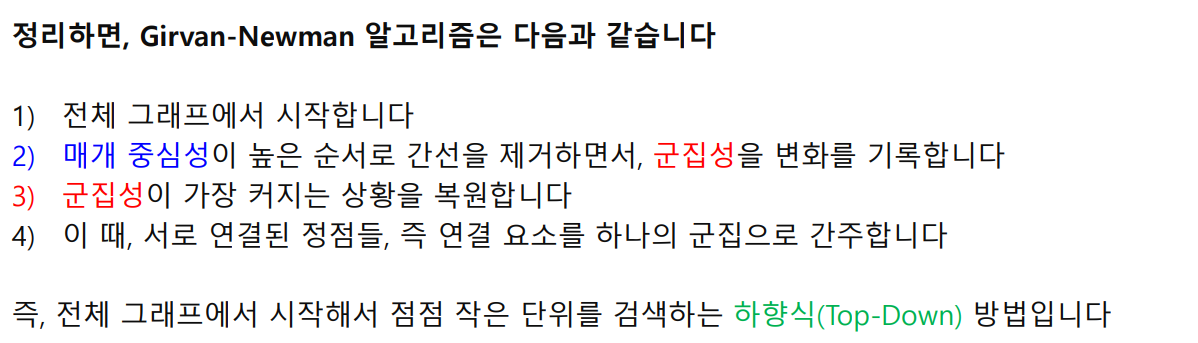 정리하면, Girvan-Newman 알고리즘은 다음과 같습니다
1) 전체 그래프에서 시작합니다
2) 매개 중심성이 높은 순서로 간선을 제거하면서, 군집성을 변화를 기록합니다
3) 군집성이 가장 커지는 상황을 복원합니다
4) 이 때, 서로 연결된 정점들, 즉 연결 요소를 하나의 군집으로 간주합니다
즉, 전체 그래프에서 시작해서 점점 작은 단위를 검색하는 하향식(Top-Down) 방법입니다